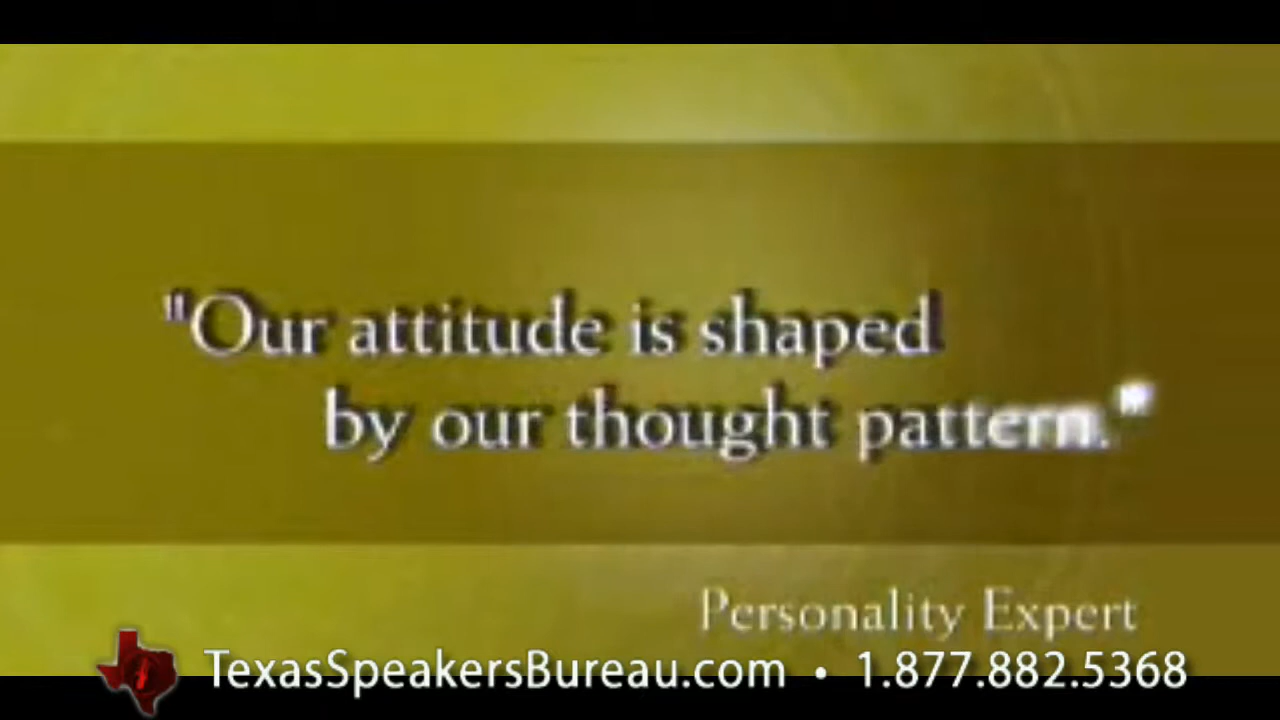 "Our attitude is shaped
by our thought pattern."
Personality Expert
TexasSpeakersBureau.com • 1.877.882.5368